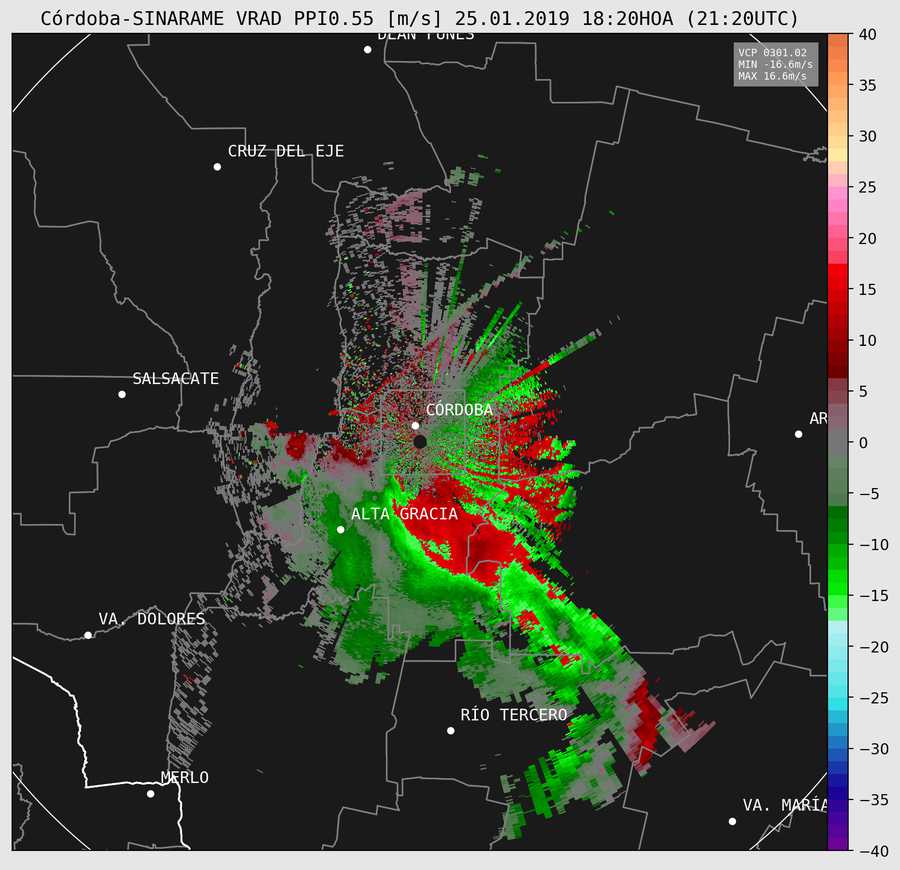 Córdoba-SINARAME VRAD PPI0.55 [m/s] 25.01.2019 18:20HOA (21:20UTC)
DEAN FUNES
VCP 0301.02
MIN -16.6m/s
MAX 16.6m/s
CRUZ DEL EJE
SALSACATE
CÓRDOBA
AR
ALTA GRACIA
VA. DOLORES
RÍO TERCERO
MERLO
VA. MARÍA
40
35
30
25
20
15
10
5
0
−5
−10
−15
−20
−25
−30
−35
−40